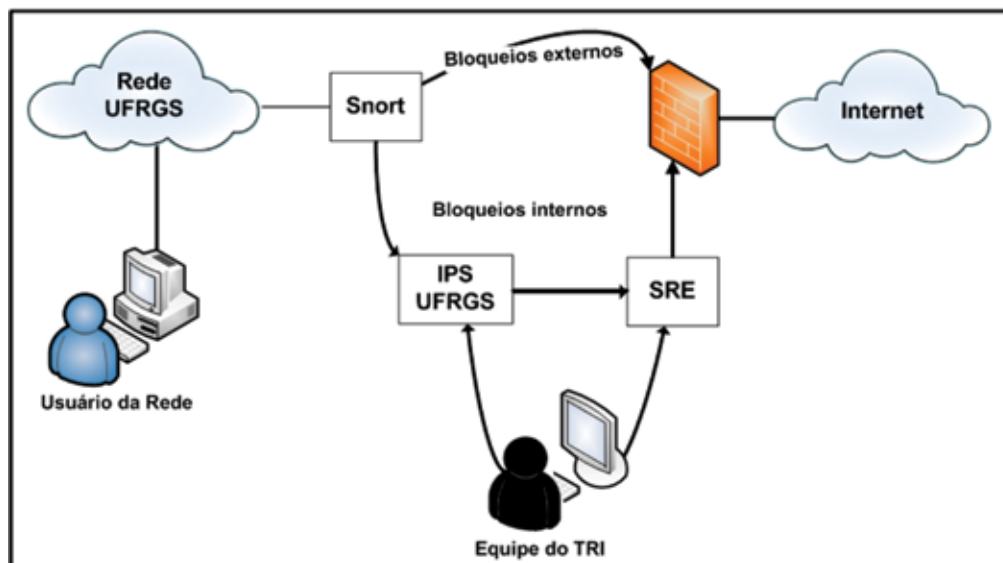 Rede
UFRGS
Snort
Bloqueios externos
Internet
Bloqueios internos
IPS
UFRGS
SRE
Usuário da Rede
Equipe do TRI